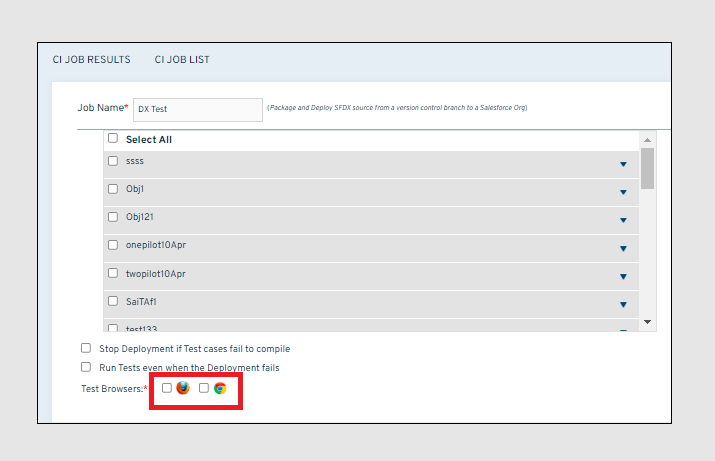 CI JOB RESULTS CI JOB LIST
Job Name* DX Test (Package and Deploy SFDX source from a version control branch to a Salesforce Org)
Select All
ssss
Obj1
Obj121
onepilot10Apr
twopilot10Apr
SaiTAf1
test133
Stop Deployment if Test cases fail to compile
Run Tests even when the Deployment fails
Test Browsers:*